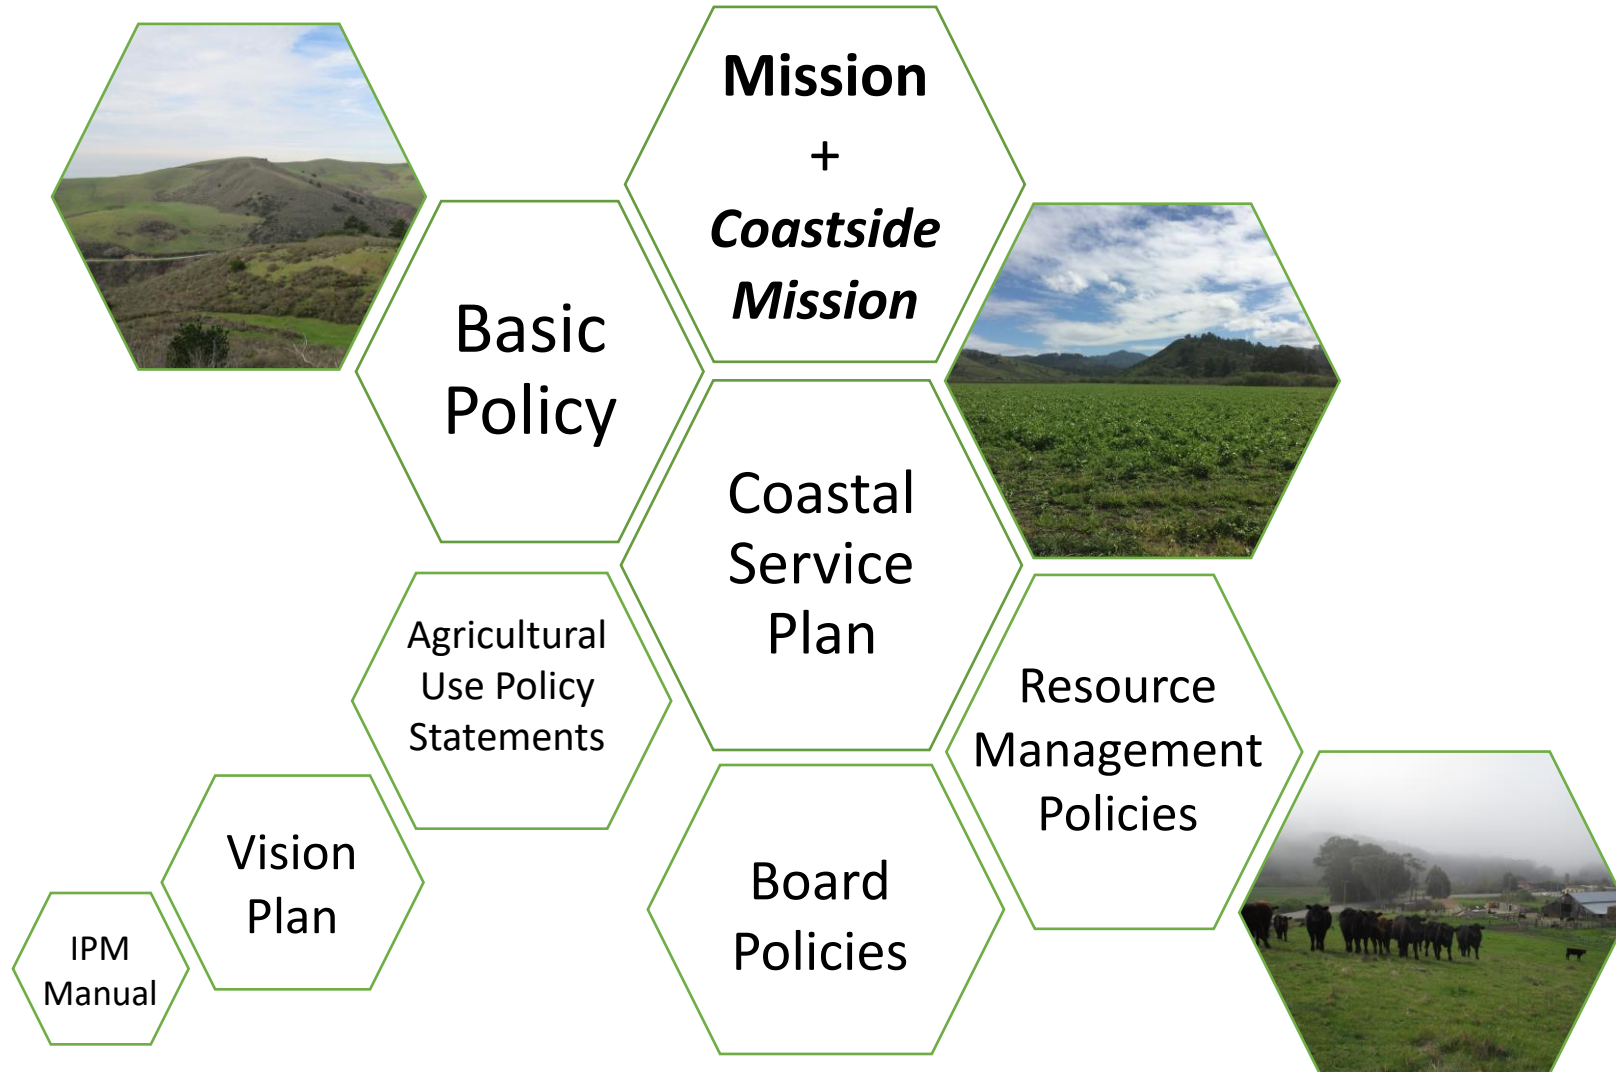 Mission
+
Coastside
Mission
Basic
Policy
Coastal
Service
Plan
Agricultural
Use Policy
Statements
Resource
Management
Policies
Vision
Plan
Board
Policies
IPM
Manual